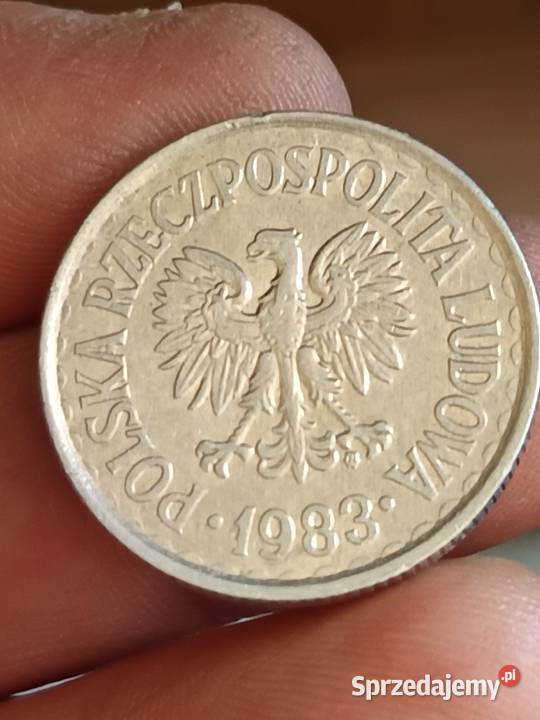 POLSKA RZECZPOSPOLITA LUDOWA
· 1983 ·
Sprzedajemy.pl